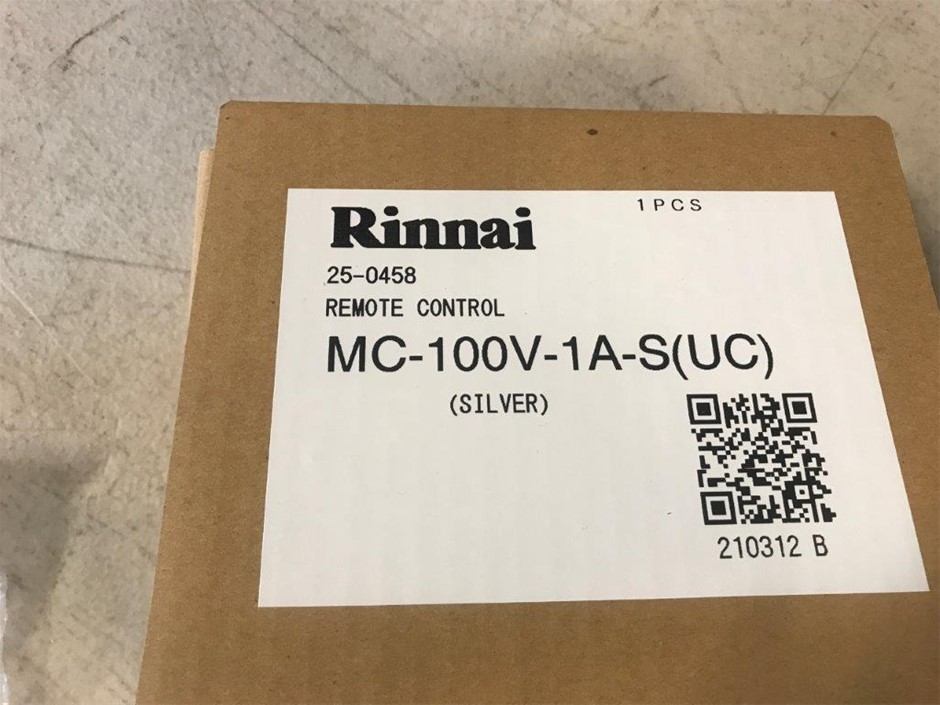 Rinnai
1PCS
25-0458
REMOTE CONTROL
MC-100V-1A-S(UC)
(SILVER)
210312 B